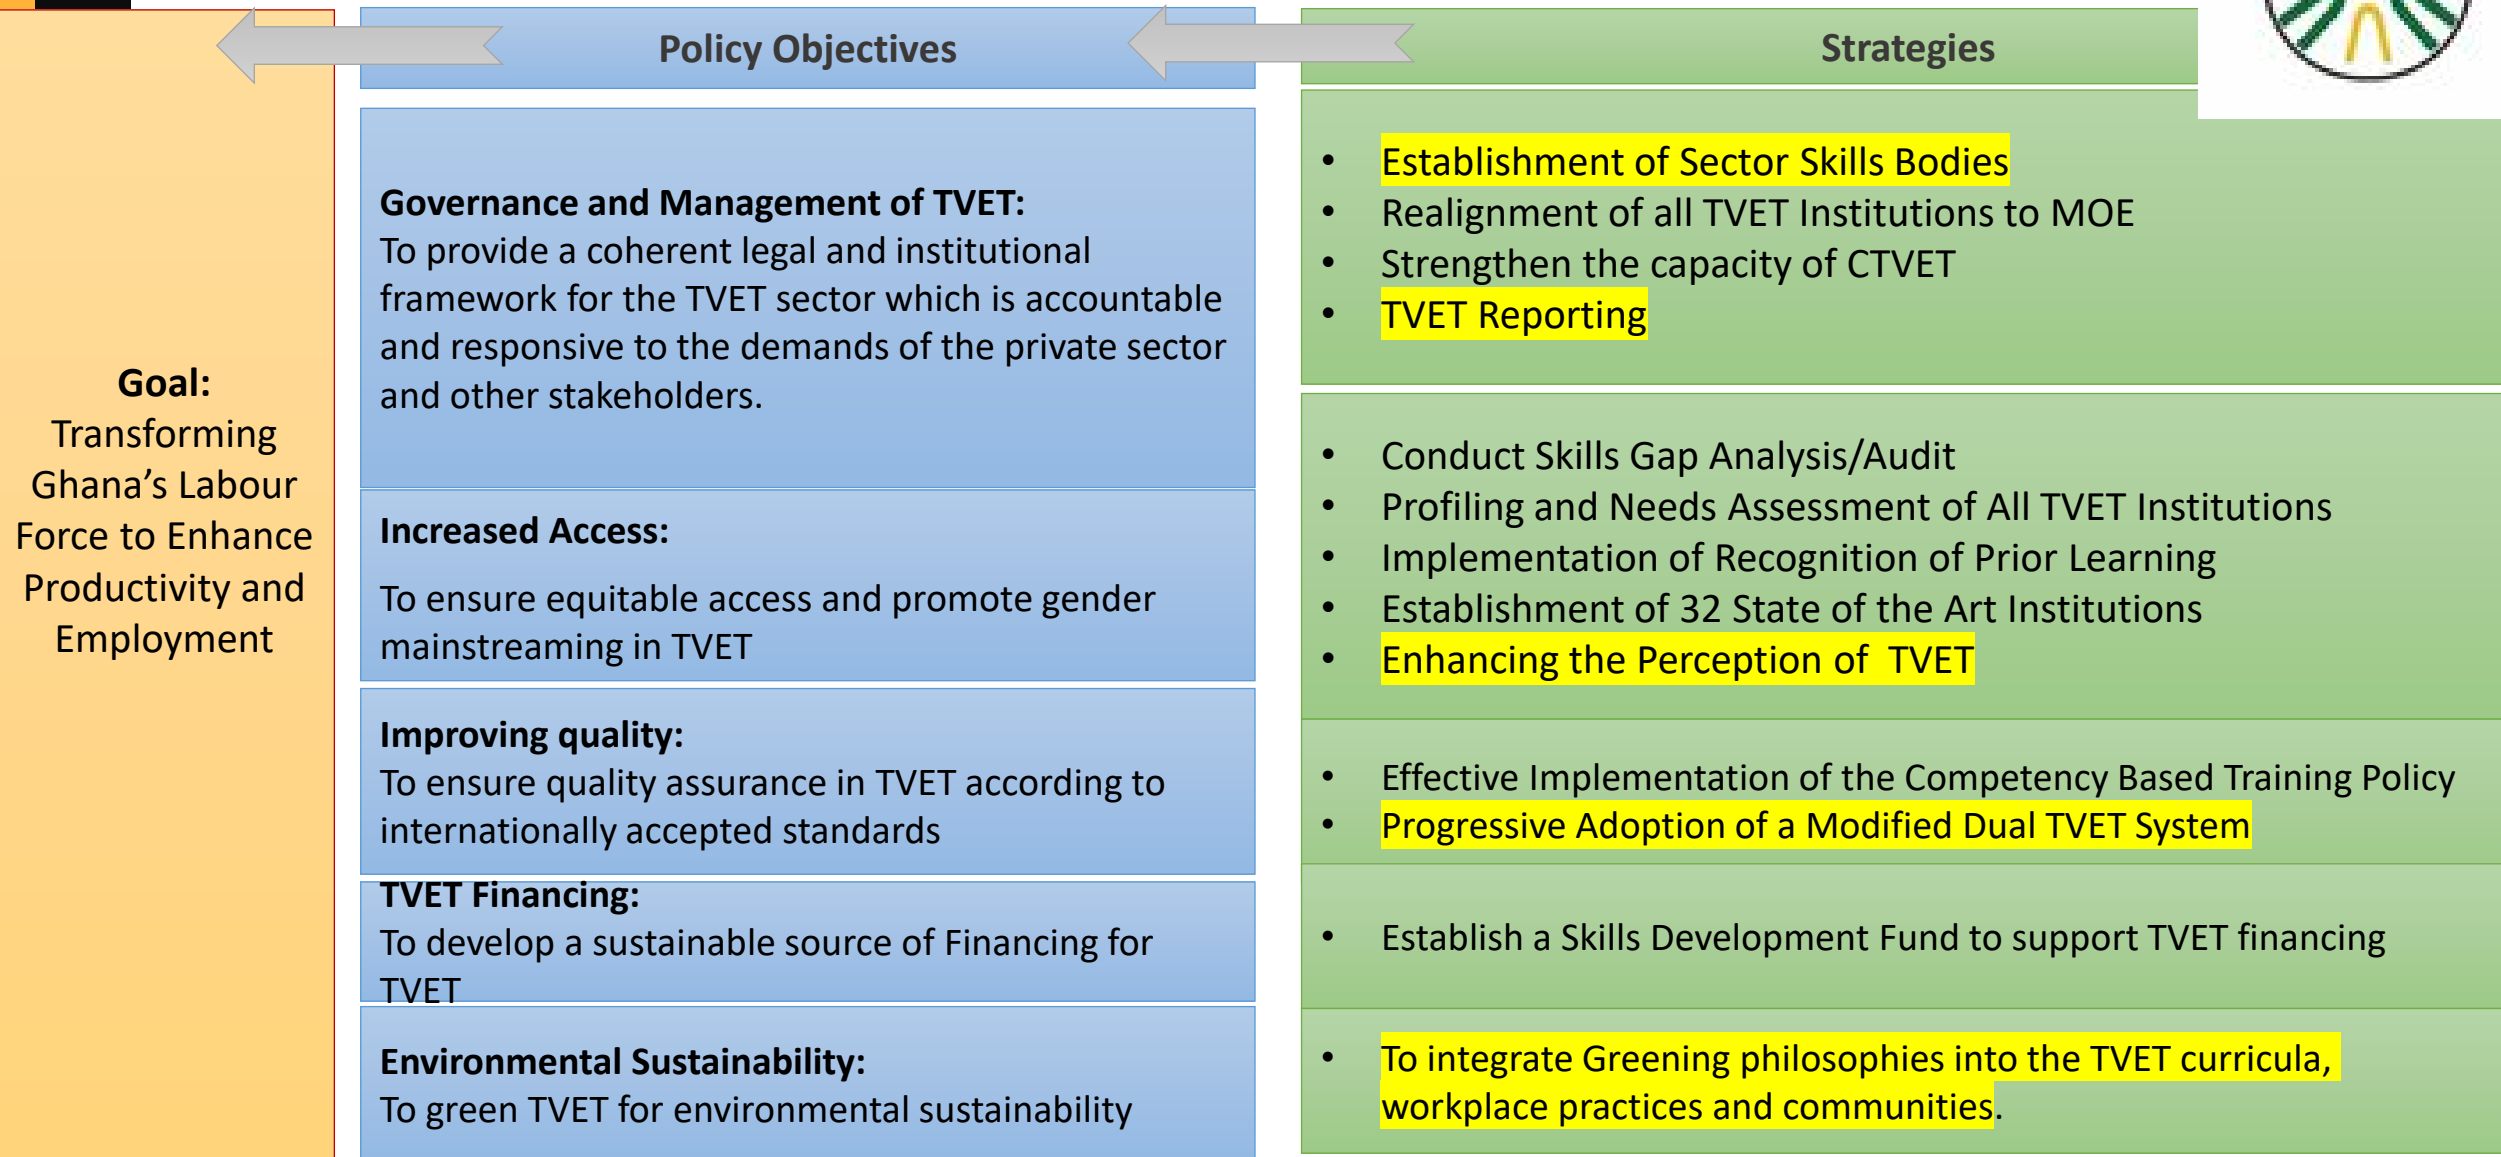 Policy Objectives
Strategies
Goal:
Transforming
Ghana’s Labour
Force to Enhance
Productivity and
Employment
Governance and Management of TVET:
To provide a coherent legal and institutional
framework for the TVET sector which is accountable
and responsive to the demands of the private sector
and other stakeholders.
• Establishment of Sector Skills Bodies
• Realignment of all TVET Institutions to MOE
• Strengthen the capacity of CTVET
• TVET Reporting
Increased Access:
To ensure equitable access and promote gender
mainstreaming in TVET
• Conduct Skills Gap Analysis/Audit
• Profiling and Needs Assessment of All TVET Institutions
• Implementation of Recognition of Prior Learning
• Establishment of 32 State of the Art Institutions
• Enhancing the Perception of  TVET
Improving quality:
To ensure quality assurance in TVET according to
internationally accepted standards
• Effective Implementation of the Competency Based Training Policy
• Progressive Adoption of a Modified Dual TVET System
TVET Financing:
To develop a sustainable source of Financing for
TVET
• Establish a Skills Development Fund to support TVET financing
Environmental Sustainability:
To green TVET for environmental sustainability
• To integrate Greening philosophies into the TVET curricula,
workplace practices and communities.